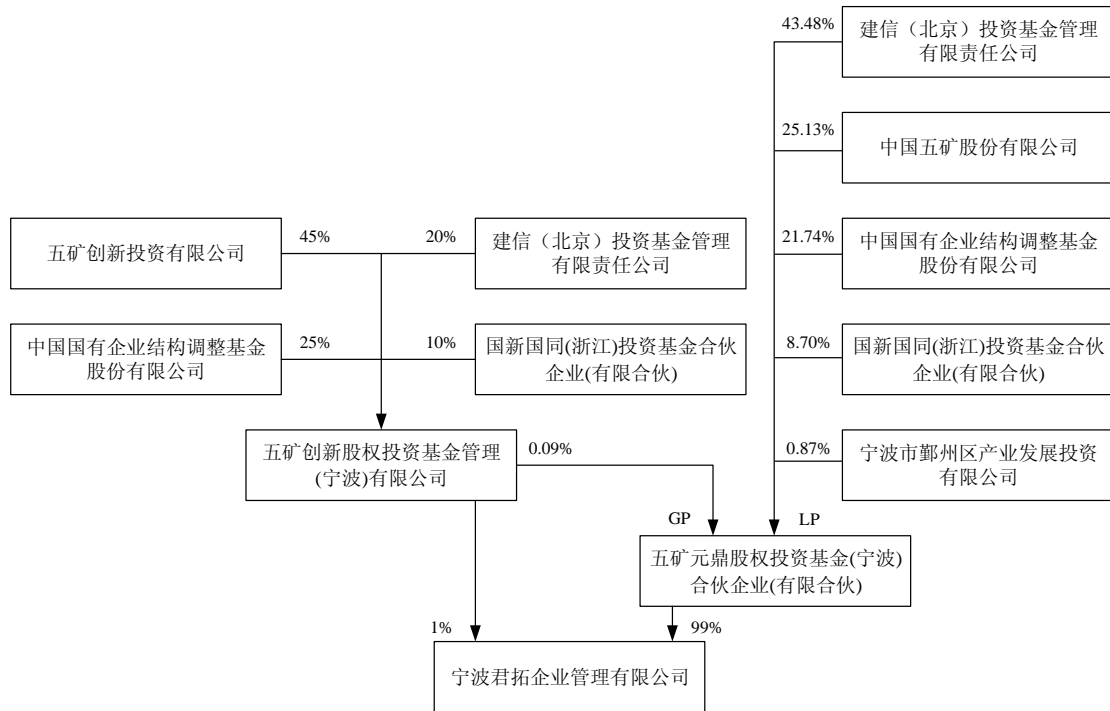 43.48%
建信（北京）投资基金管理
有限责任公司
25.13%
中国五矿股份有限公司
五矿创新投资有限公司
45%
20%
建信（北京）投资基金管理
有限责任公司
21.74%
中国国有企业结构调整基金
股份有限公司
中国国有企业结构调整基金
股份有限公司
25%
10%
国新国同(浙江)投资基金合伙
企业(有限合伙)
8.70%
国新国同(浙江)投资基金合伙
企业(有限合伙)
五矿创新股权投资基金管理
(宁波)有限公司
0.09%
0.87%
宁波市鄞州区产业发展投资
有限公司
GP
LP
五矿元鼎股权投资基金(宁波)
合伙企业(有限合伙)
1%
99%
宁波君拓企业管理有限公司